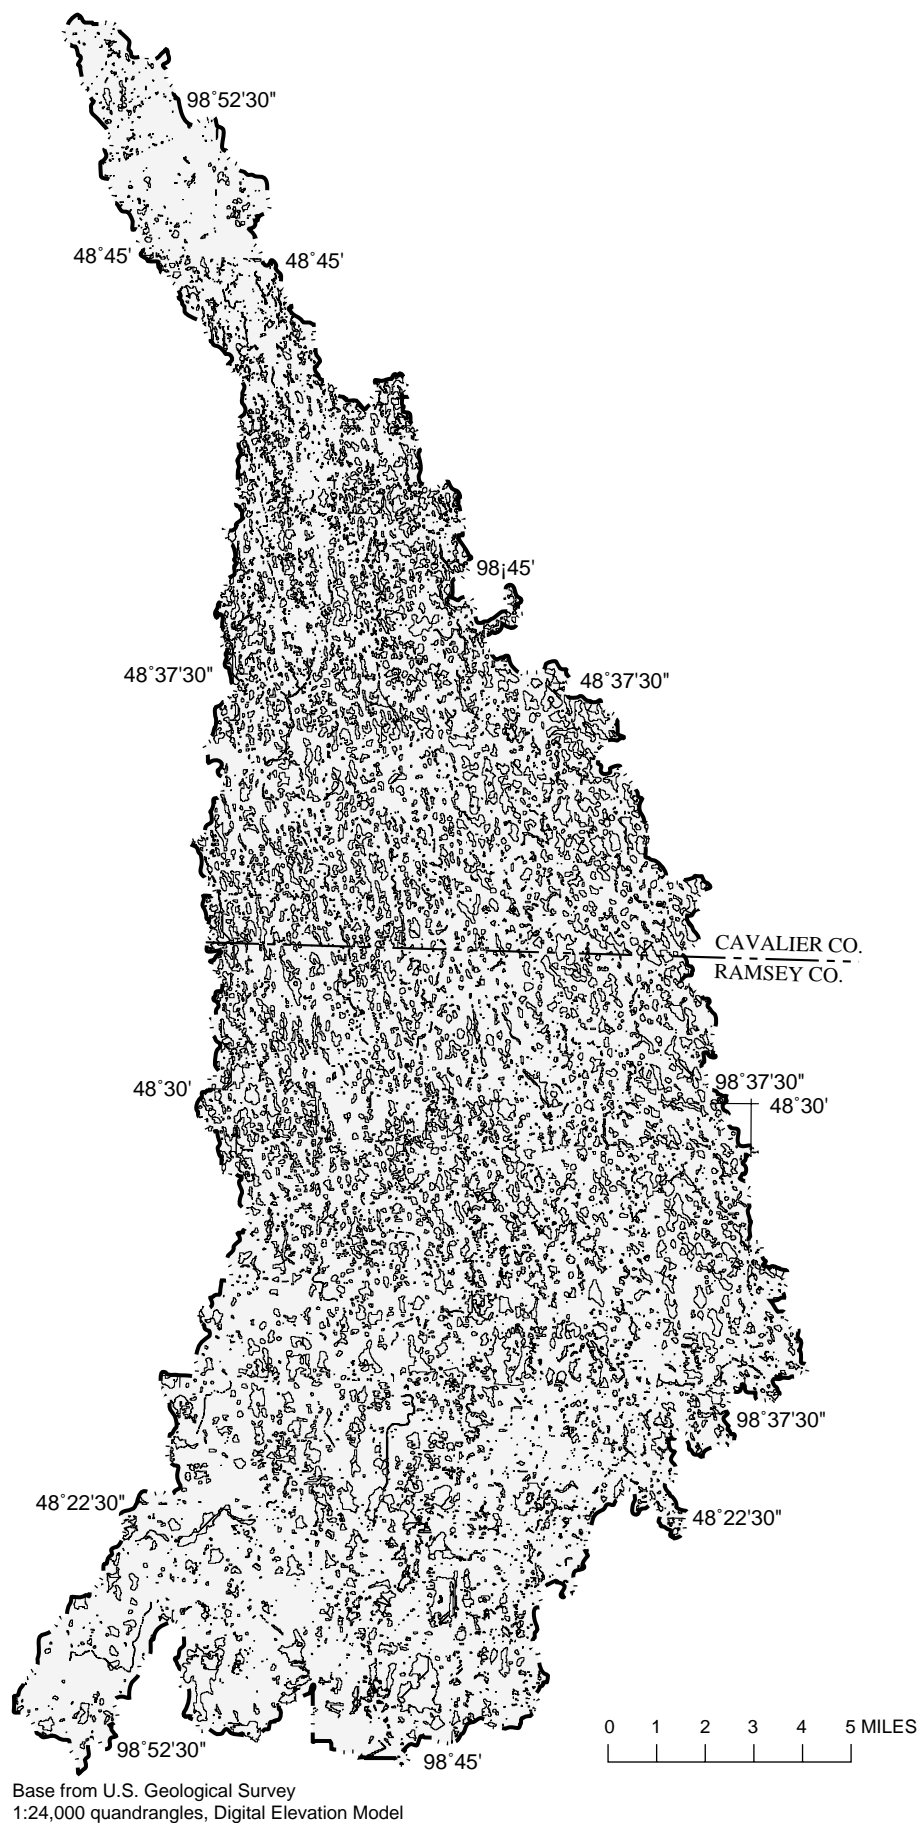 98˚52'30"
48˚45'
48˚45'
98¡45'
48˚37'30"
48˚37'30"
CAVALIER CO.
RAMSEY CO.
98˚37'30"
48˚30'
48˚30'
98˚37'30"
48˚22'30"
48˚22'30"
0 1 2 3 4 5 MILES
98˚52'30"
98˚45'
Base from U.S. Geological Survey
1:24,000 quandrangles, Digital Elevation Model